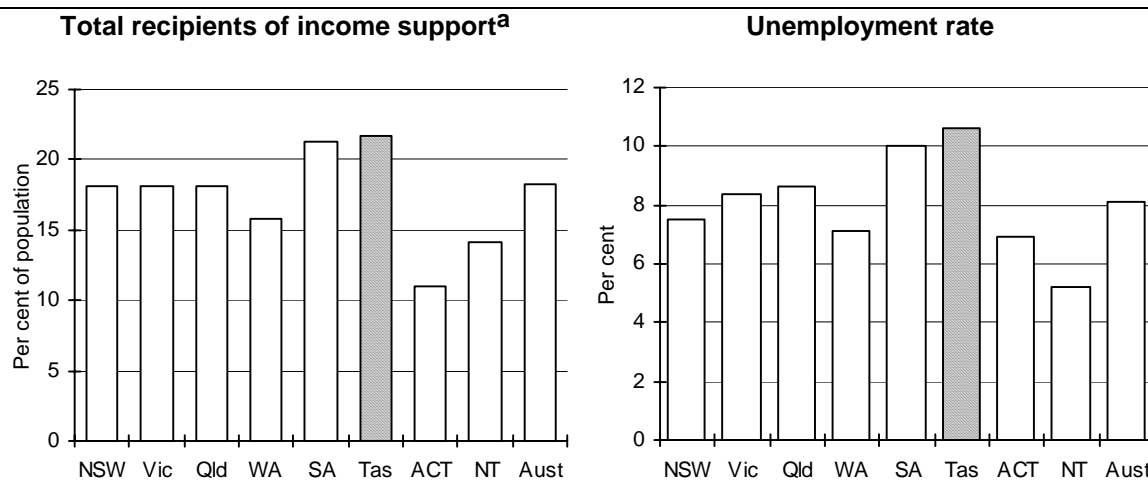 Total recipients of income supportᵃ
Per cent of population
25
20
15
10
5
0
NSW Vic Qld WA SA Tas ACT NT Aust
Unemployment rate
Per cent
12
10
8
6
4
2
0
NSW Vic Qld WA SA Tas ACT NT Aust